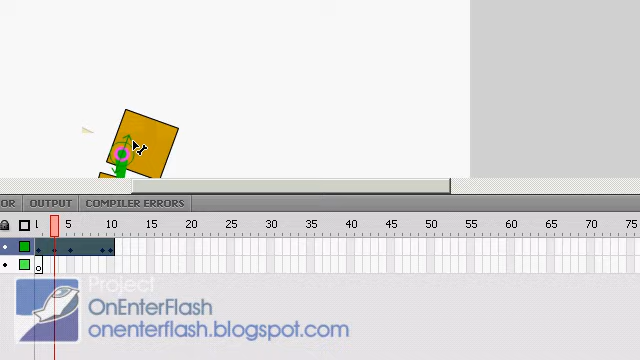 OR OUTPUT COMPILER ERRORS
1 5 10 15 20 25 30 35 40 45 50 55 60 65 70 75
Project
OnEnterFlash
onenterflash.blogspot.com